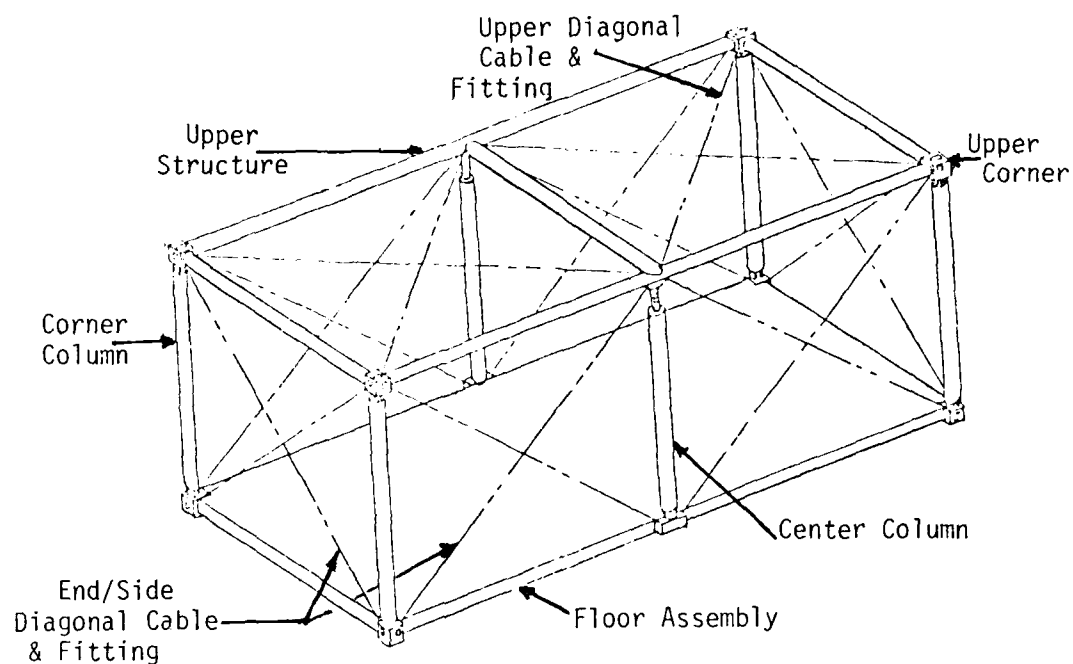 Upper Diagonal
Cable &
Fitting
Upper
Structure
Upper
Corner
Corner
Column
Center Column
End/Side
Diagonal Cable
& Fitting
Floor Assembly